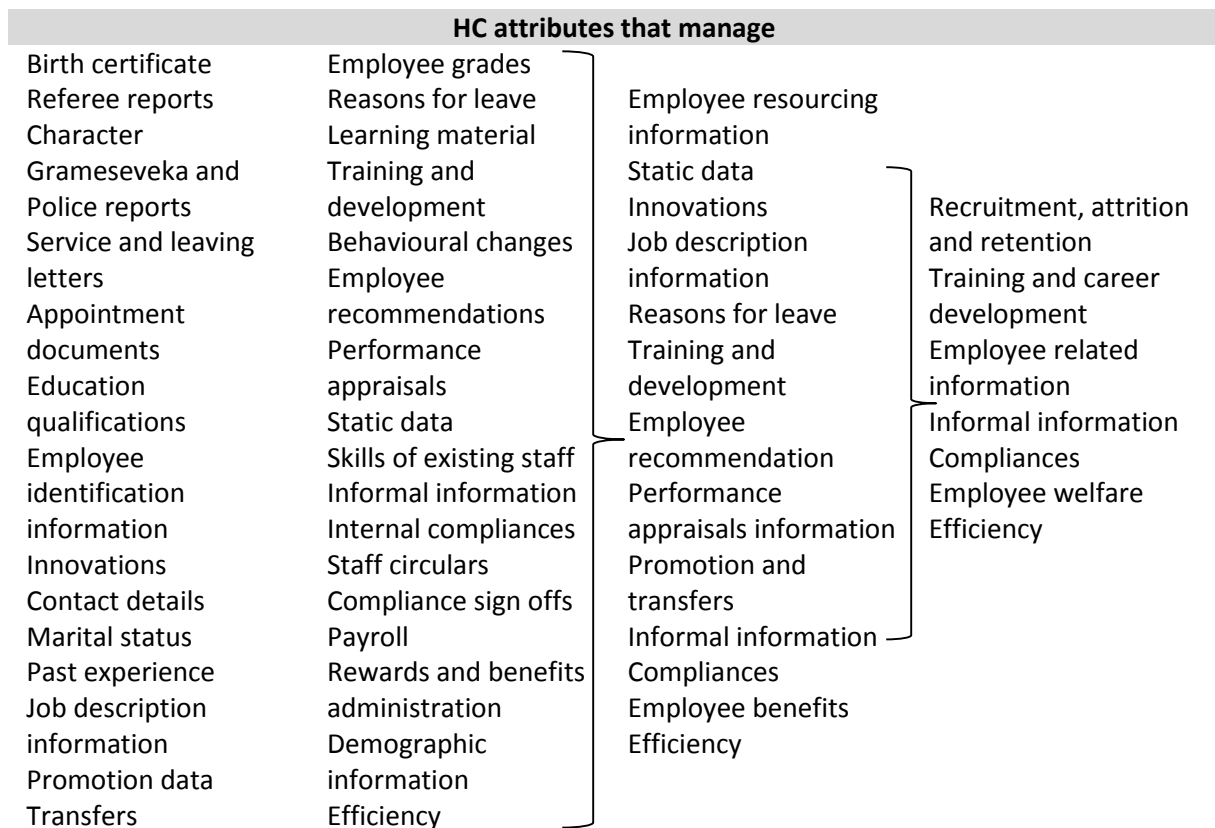 HC attributes that manage
Birth certificate
Referee reports
Character
Grameseveka and
Police reports
Service and leaving
letters
Appointment
documents
Education
qualifications
Employee
identification
information
Innovations
Contact details
Marital status
Past experience
Job description
information
Promotion data
Transfers
Employee grades
Reasons for leave
Learning material
Training and
development
Behavioural changes
Employee
recommendations
Performance
appraisals
Static data
Skills of existing staff
Informal information
Internal compliances
Staff circulars
Compliance sign offs
Payroll
Rewards and benefits
administration
Demographic
information
Efficiency
Employee resourcing
information
Static data
Innovations
Job description
information
Reasons for leave
Training and
development
Employee
recommendation
Performance
appraisals information
Promotion and
transfers
Informal information
Compliances
Employee benefits
Efficiency
Recruitment, attrition
and retention
Training and career
development
Employee related
information
Informal information
Compliances
Employee welfare
Efficiency